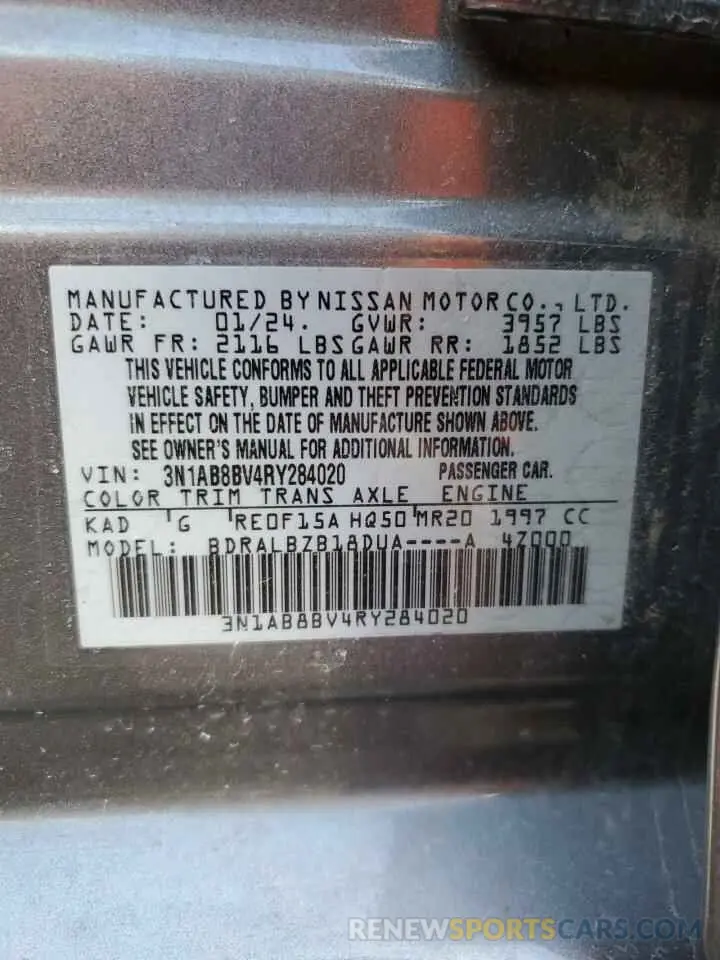 MANUFACTURED BY NISSAN MOTOR CO., LTD.
DATE: 01/24. GVWR: 3957 LBS
GAWR FR: 2116 LBS GAWR RR: 1852 LBS
THIS VEHICLE CONFORMS TO ALL APPLICABLE FEDERAL MOTOR
VEHICLE SAFETY, BUMPER AND THEFT PREVENTION STANDARDS
IN EFFECT ON THE DATE OF MANUFACTURE SHOWN ABOVE.
SEE OWNER'S MANUAL FOR ADDITIONAL INFORMATION.
VIN: 3N1AB8BV4RY284020 PASSENGER CAR.
COLOR TRIM TRANS AXLE ENGINE
KAD G RE0F15A HQ50 MR20 1997 CC
MODEL: BDRALBZB18DUA----A 4Z000
3N1AB8BV4RY284020
RENEWSPORTSCARS.COM